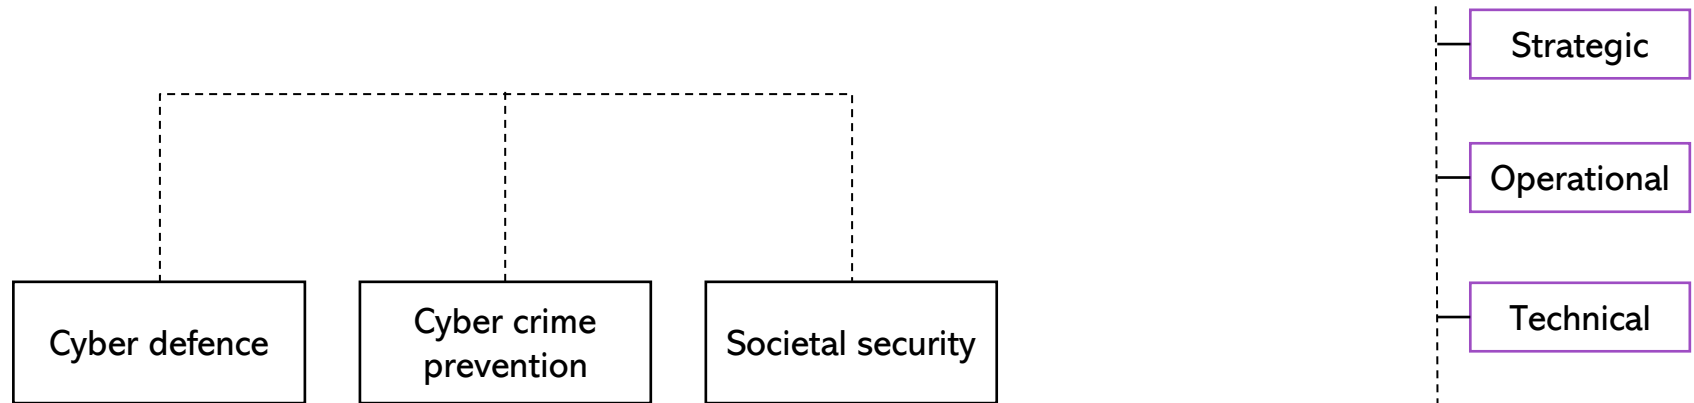 Strategic
Operational
Technical
Cyber defence
Cyber crime
prevention
Societal security